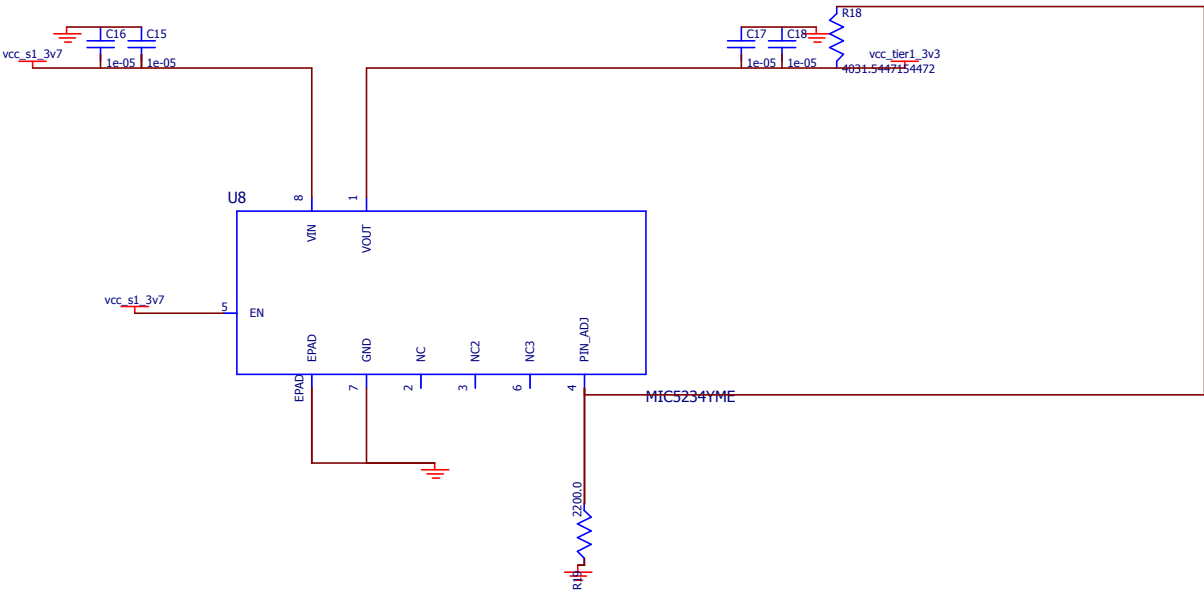 R18
C16
C15
C17
C18
vcc_s1_3v7
vcc_tier1_3v3
1e-05
1e-05
1e-05
1e-05
4031.5447154472
U8
8
1
VIN
VOUT
vcc_s1_3v7
5
EN
EPAD
GND
NC
NC2
NC3
PIN_ADJ
EPAD
7
2
3
6
4
MIC5234YME
2200.0
R19